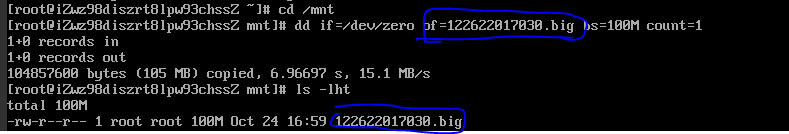 [root@iZwz98diszrt8lpw93chssZ ~]# cd /mnt
[root@iZwz98diszrt8lpw93chssZ mnt]# dd if=/dev/zero of=122622017030.big bs=100M count=1
1+0 records in
1+0 records out
104857600 bytes (105 MB) copied, 6.96697 s, 15.1 MB/s
[root@iZwz98diszrt8lpw93chssZ mnt]# ls -lht
total 100M
-rw-r--r-- 1 root root 100M Oct 24 16:59 122622017030.big